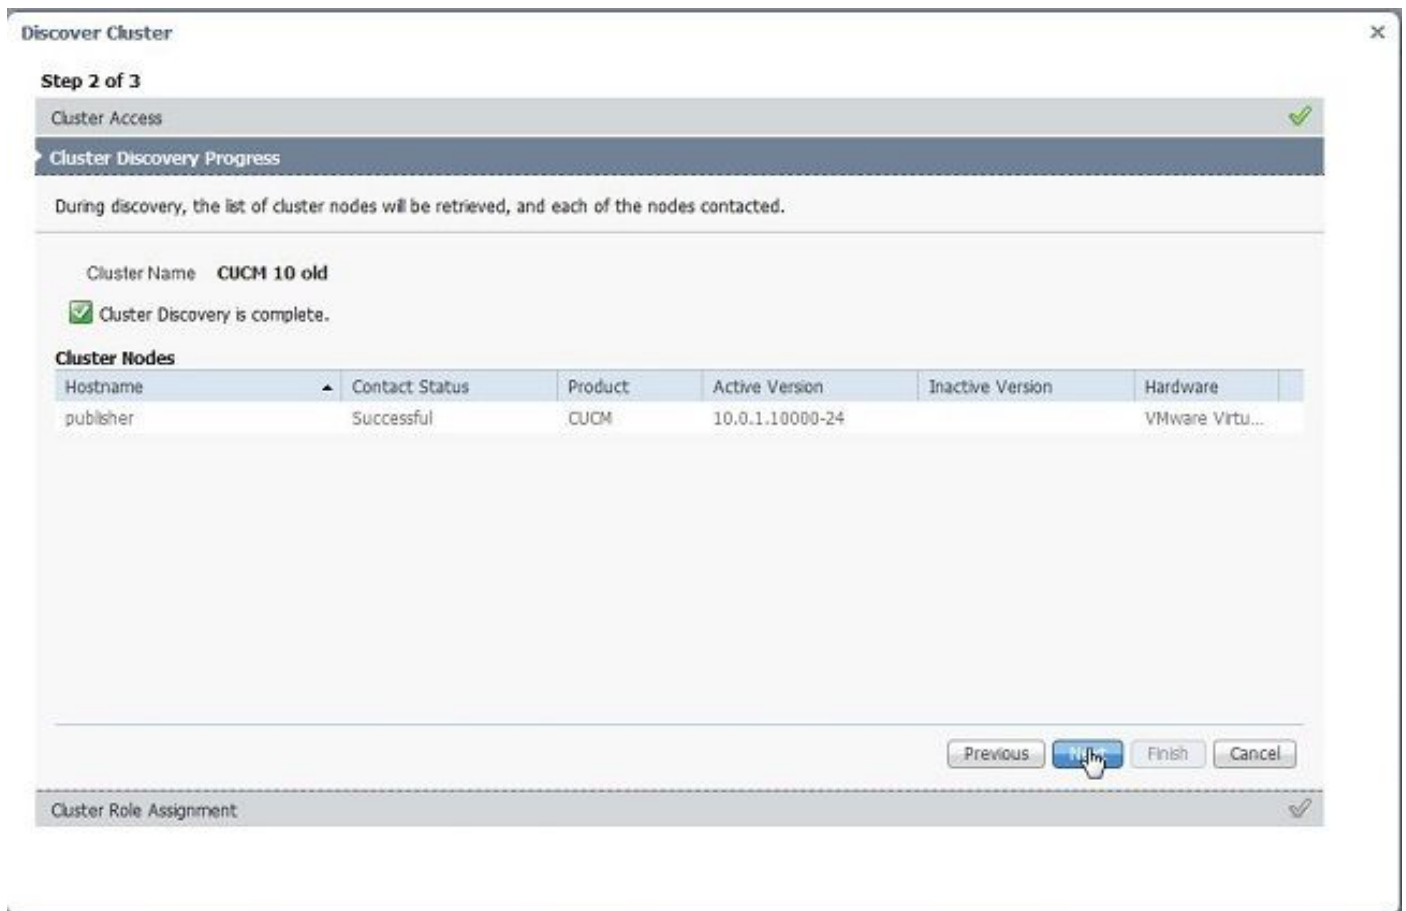 Discover Cluster
Step 2 of 3
Cluster Access
Cluster Discovery Progress
During discovery, the list of cluster nodes will be retrieved, and each of the nodes contacted.
Cluster Name CUCM 10 old
Cluster Discovery is complete.
Cluster Nodes
Hostname Contact Status Product Active Version Inactive Version Hardware
publisher Successful CUCM 10.0.1.10000-24 VMware Virtu...
Previous Finish Cancel
Cluster Role Assignment